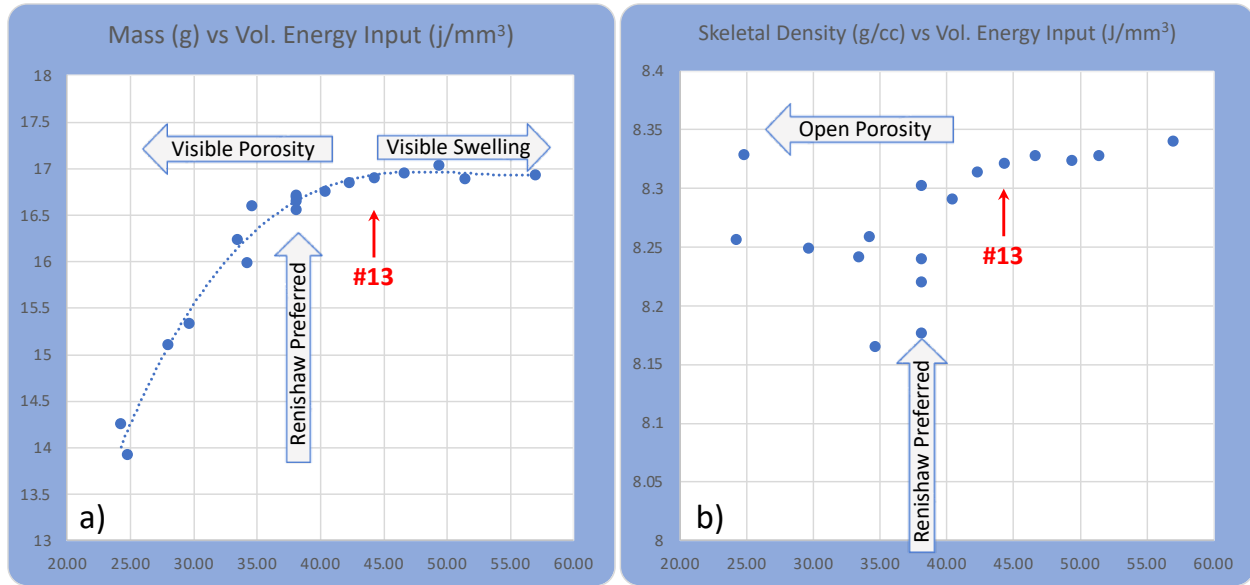 Mass (g) vs Vol. Energy Input (j/mm³)
18
17.5
17
16.5
16
15.5
15
14.5
14
13.5
13
Visible Porosity
Visible Swelling
#13
Renishaw Preferred
a)
20.00 25.00 30.00 35.00 40.00 45.00 50.00 55.00 60.00
Skeletal Density (g/cc) vs Vol. Energy Input (J/mm³)
8.4
8.35
8.3
8.25
8.2
8.15
8.1
8.05
8
Open Porosity
#13
Renishaw Preferred
b)
20.00 25.00 30.00 35.00 40.00 45.00 50.00 55.00 60.00